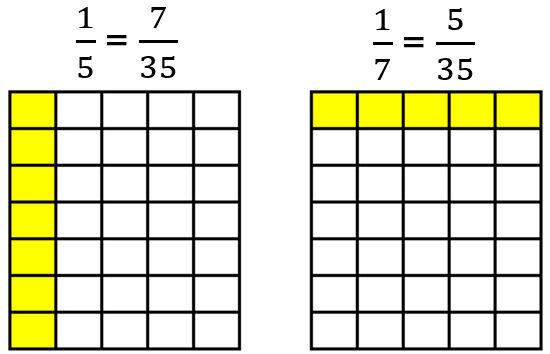 1/5 = 7/35
1/7 = 5/35